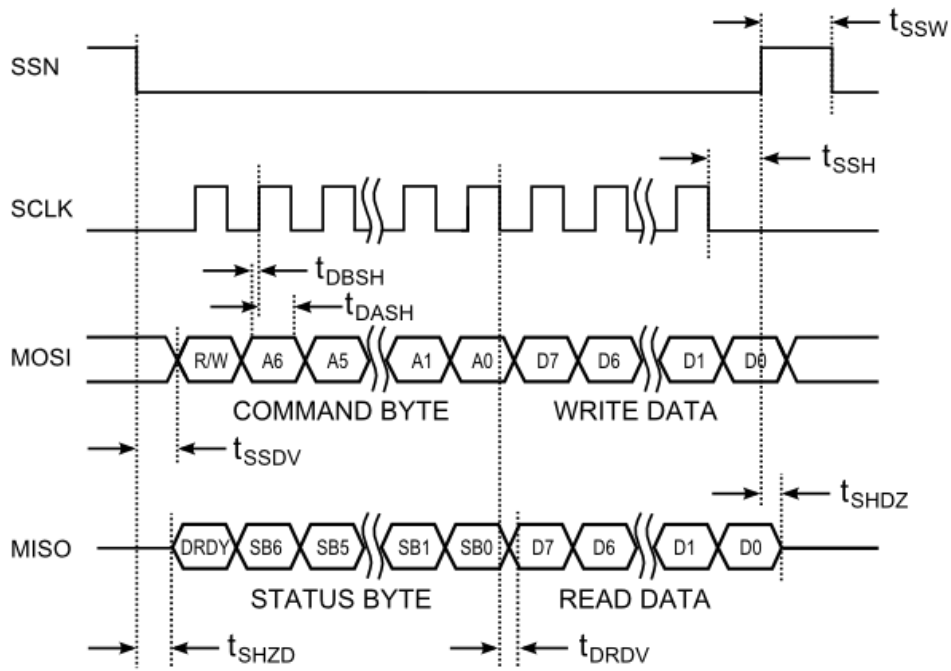 t_SSW
SSN
t_SSH
SCLK
t_DBSH
t_DASH
MOSI R/W A6 A5 A1 A0 D7 D6 D1 D0
COMMAND BYTE WRITE DATA
t_SSDV
t_SHDZ
MISO DRDY SB6 SB5 SB1 SB0 D7 D6 D1 D0
STATUS BYTE READ DATA
t_SHZD t_DRDV